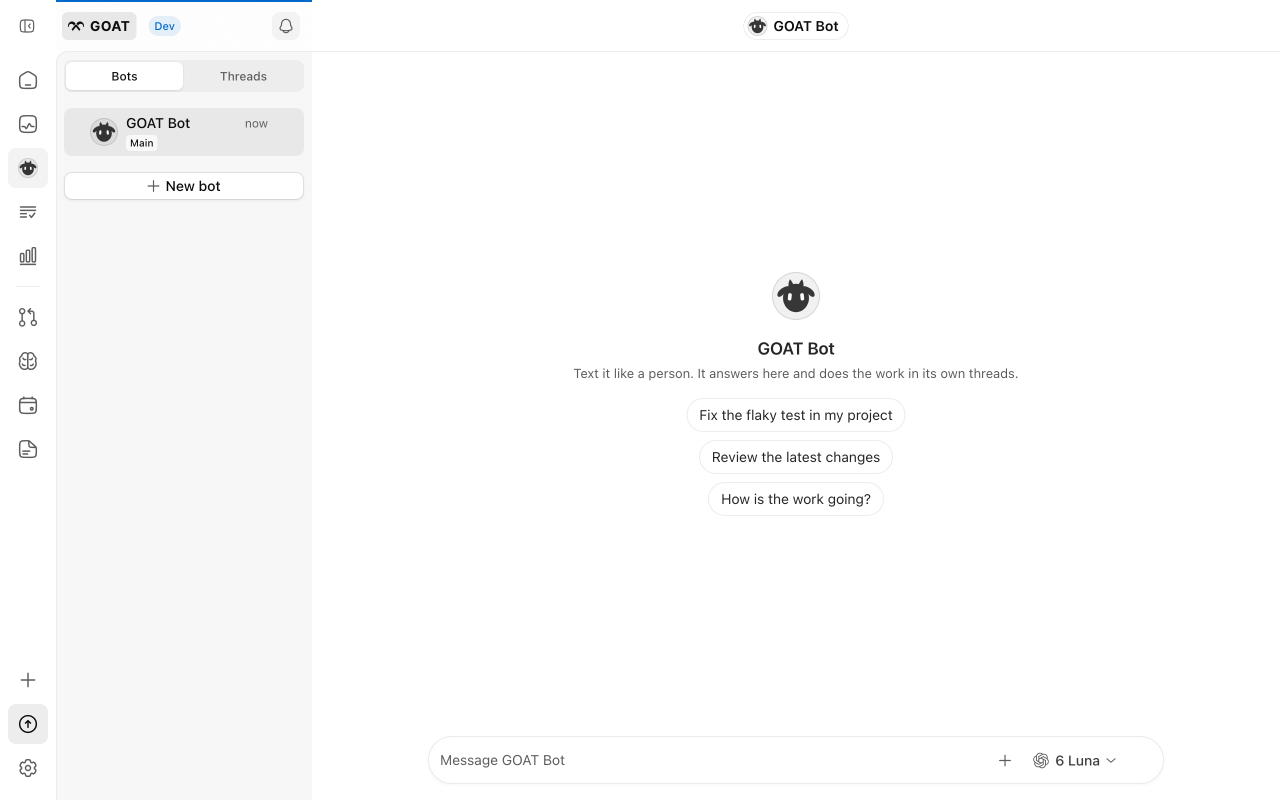 GOAT
Dev
GOAT Bot
Bots
Threads
GOAT Bot
now
Main
New bot
GOAT Bot
Text it like a person. It answers here and does the work in its own threads.
Fix the flaky test in my project
Review the latest changes
How is the work going?
Message GOAT Bot
6 Luna